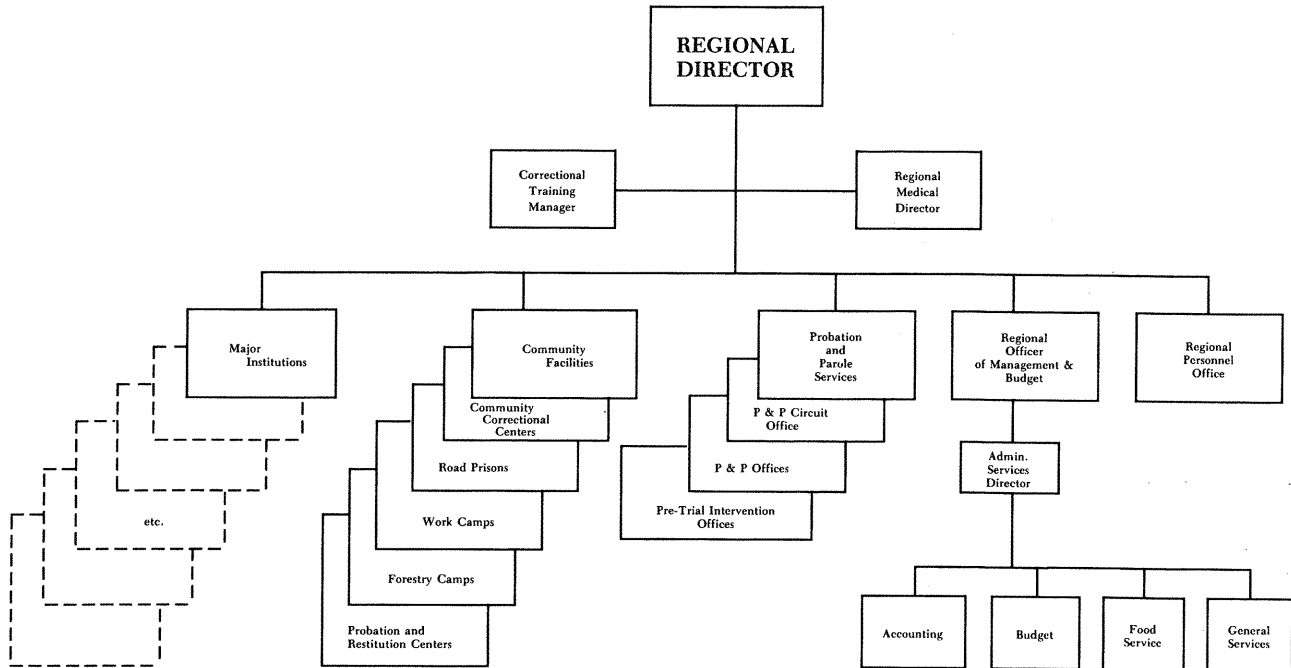 REGIONAL
DIRECTOR
Correctional
Training
Manager
Regional
Medical
Director
Major
Institutions
etc.
Community
Facilities
Community
Correctional
Centers
Road Prisons
Work Camps
Forestry Camps
Probation and
Restitution Centers
Probation
and
Parole
Services
P & P Circuit
Office
P & P Offices
Pre-Trial Intervention
Offices
Regional
Officer
of Management &
Budget
Admin.
Services
Director
Accounting
Budget
Food
Service
General
Services
Regional
Personnel
Office